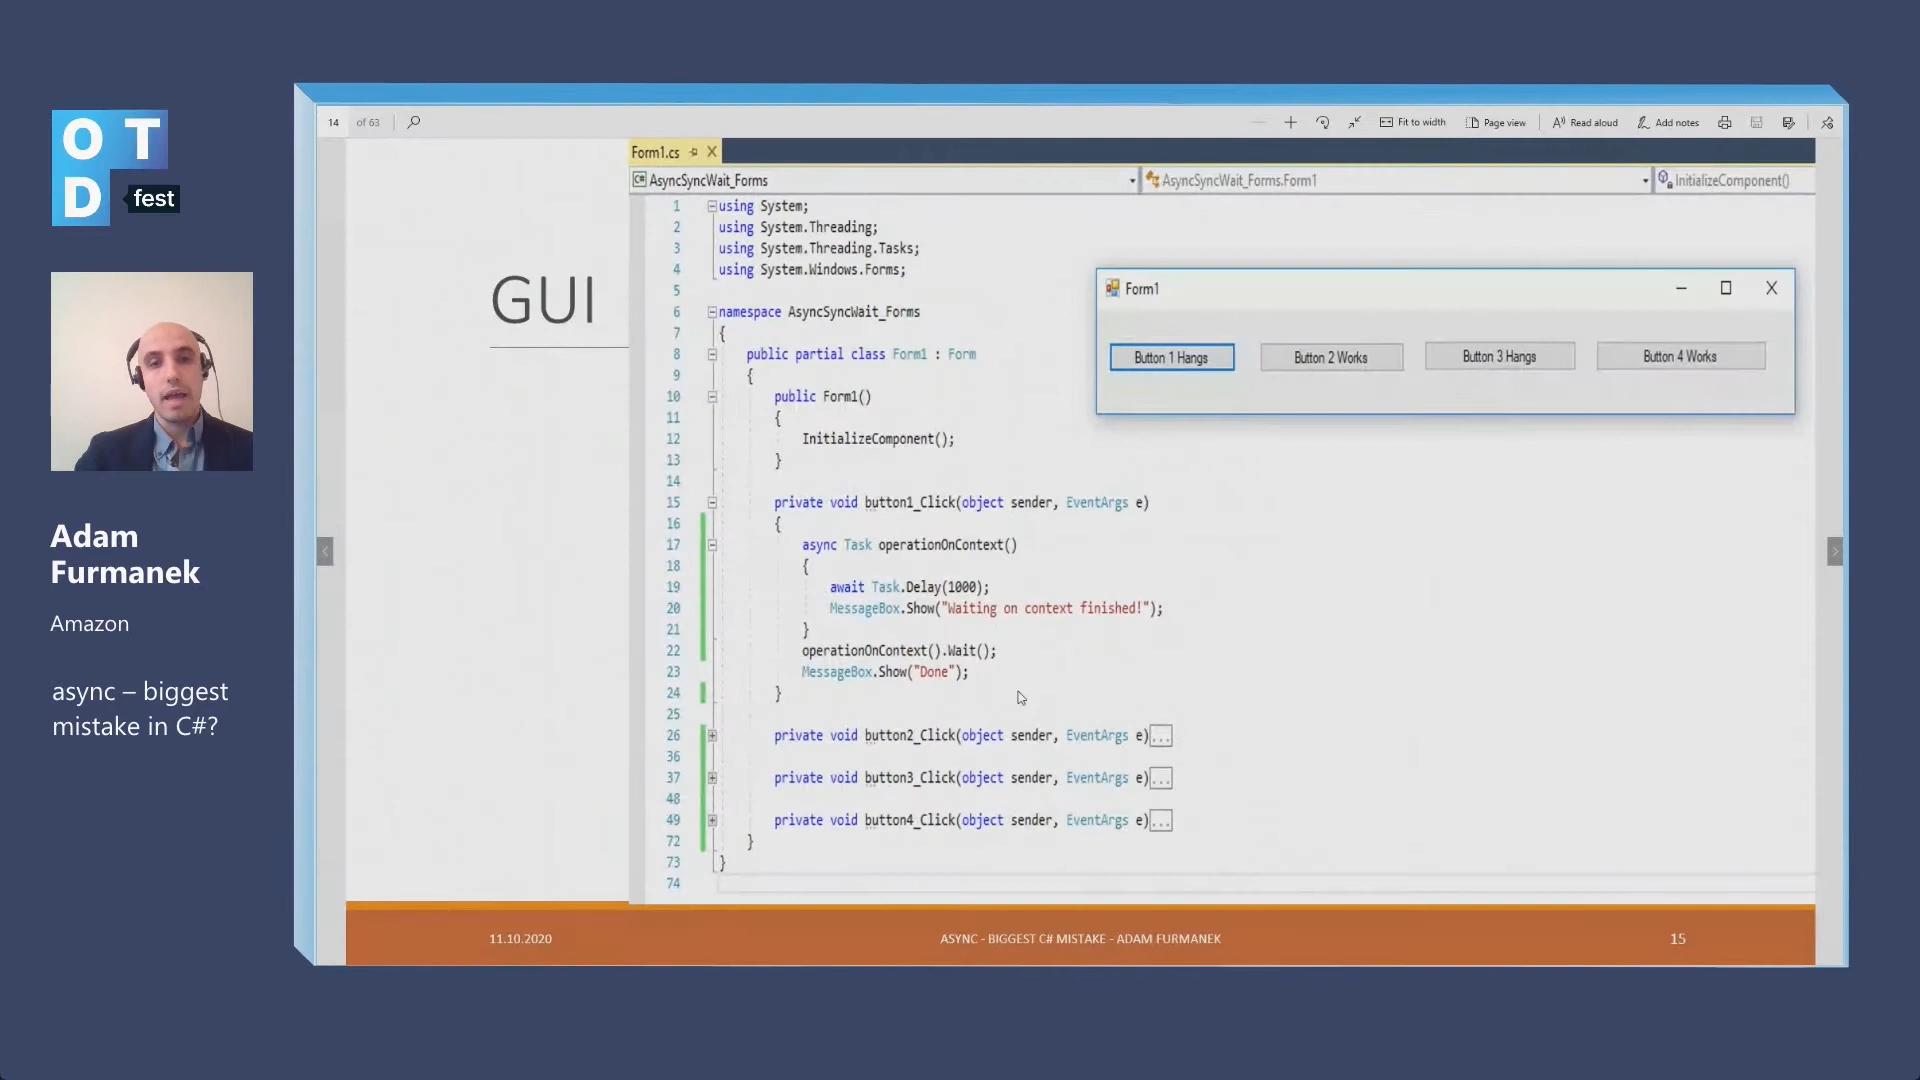 OT
D fest
Adam
Furmanek
Amazon
async – biggest
mistake in C#?
14 of 63
Fit to width
Page view
Read aloud
Add notes
GUI
Form1.cs
AsyncSyncWait_Forms
AsyncSyncWait_Forms.Form1
InitializeComponent()
1 using System;
2 using System.Threading;
3 using System.Threading.Tasks;
4 using System.Windows.Forms;
5
6 namespace AsyncSyncWait_Forms
7 {
8 public partial class Form1 : Form
9 {
10 public Form1()
11 {
12 InitializeComponent();
13 }
14
15 private void button1_Click(object sender, EventArgs e)
16 {
17 async Task operationOnContext()
18 {
19 await Task.Delay(1000);
20 MessageBox.Show("Waiting on context finished!");
21 }
22 operationOnContext().Wait();
23 MessageBox.Show("Done");
24 }
25
26 private void button2_Click(object sender, EventArgs e)...
36
37 private void button3_Click(object sender, EventArgs e)...
48
49 private void button4_Click(object sender, EventArgs e)...
72 }
73 }
74
Form1
Button 1 Hangs
Button 2 Works
Button 3 Hangs
Button 4 Works
11.10.2020
ASYNC - BIGGEST C# MISTAKE - ADAM FURMANEK
15